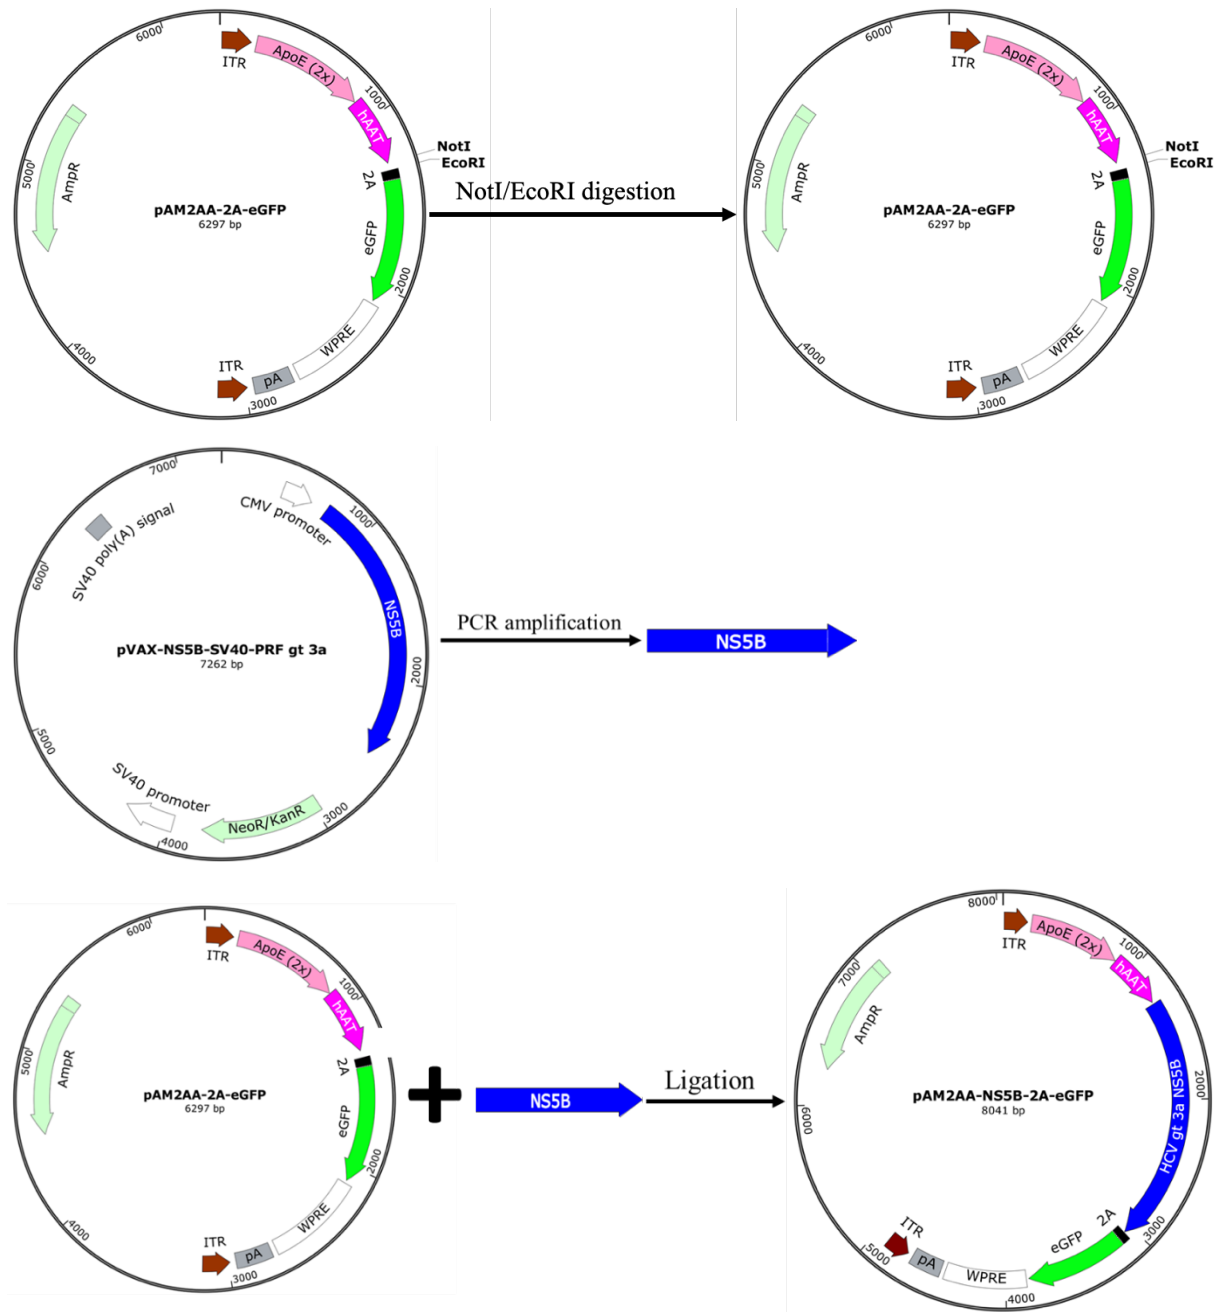 6000
ITR
ApoE (2x)
1000
hAAT
NotI
EcoRI
2A
5000
AmpR
pAM2AA-2A-eGFP
6297 bp
eGFP
2000
WPRE
4000
ITR
pA
3000
NotI/EcoRI digestion
6000
ITR
ApoE (2x)
1000
hAAT
NotI
EcoRI
2A
5000
AmpR
pAM2AA-2A-eGFP
6297 bp
eGFP
2000
WPRE
4000
ITR
pA
3000
7000
CMV promoter
1000
SV40 poly(A) signal
6000
NS5B
pVAX-NS5B-SV40-PRF gt 3a
7262 bp
2000
5000
SV40 promoter
NeoR/KanR
3000
4000
PCR amplification
NS5B
6000
ITR
ApoE (2x)
1000
hAAT
2A
5000
AmpR
pAM2AA-2A-eGFP
6297 bp
eGFP
2000
WPRE
4000
ITR
pA
3000
+
NS5B
Ligation
8000
ITR
ApoE (2x)
1000
hAAT
7000
AmpR
2000
HCV gt 3a NS5B
pAM2AA-NS5B-2A-eGFP
8041 bp
6000
2A
3000
eGFP
ITR
5000
pA
WPRE
4000